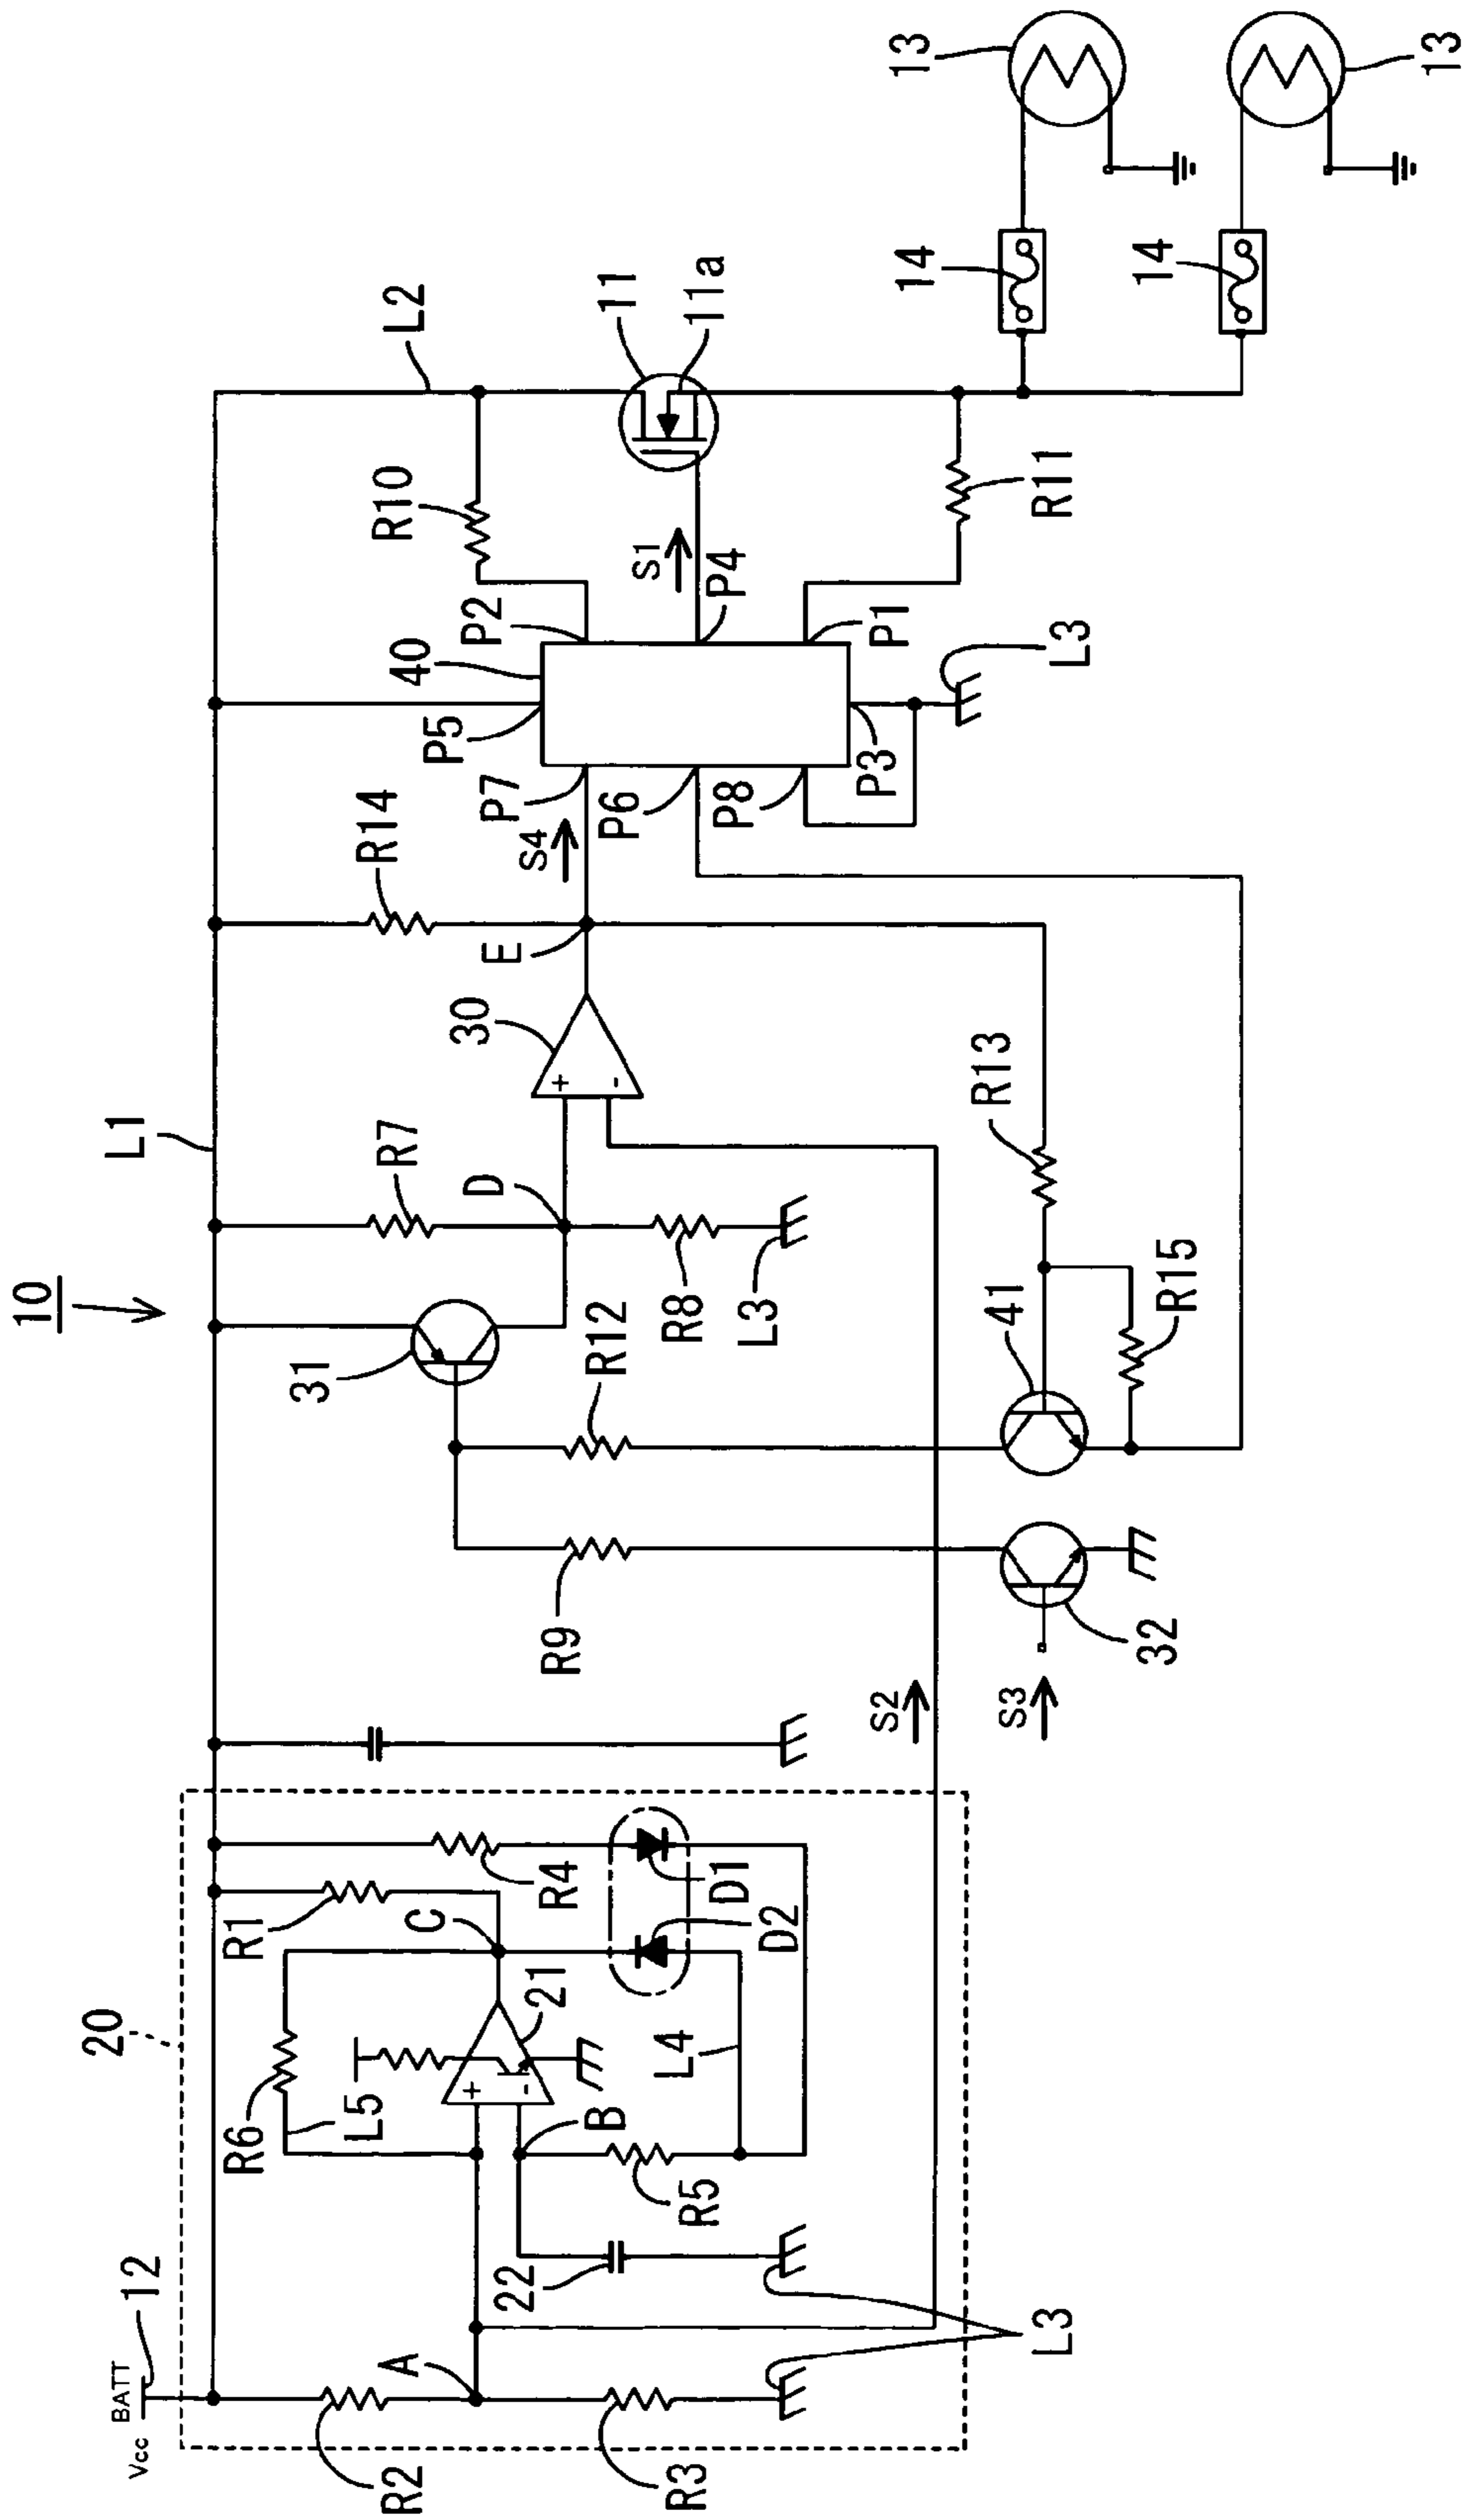 10
Vcc BATT
12
20
L1
L2
R2
A
R3
L3
22
R6
L5
B
R5
L4
21
R1
C
R4
D2
D1
S2
S3
32
R9
31
R12
R7
D
R8
L3
41
R13
R15
30
+
-
+
-
E
R14
S4
P7
P6
P8
P3
P5
40
P2
P4
P1
L3
S1
R10
R11
11
11a
14
14
13
13